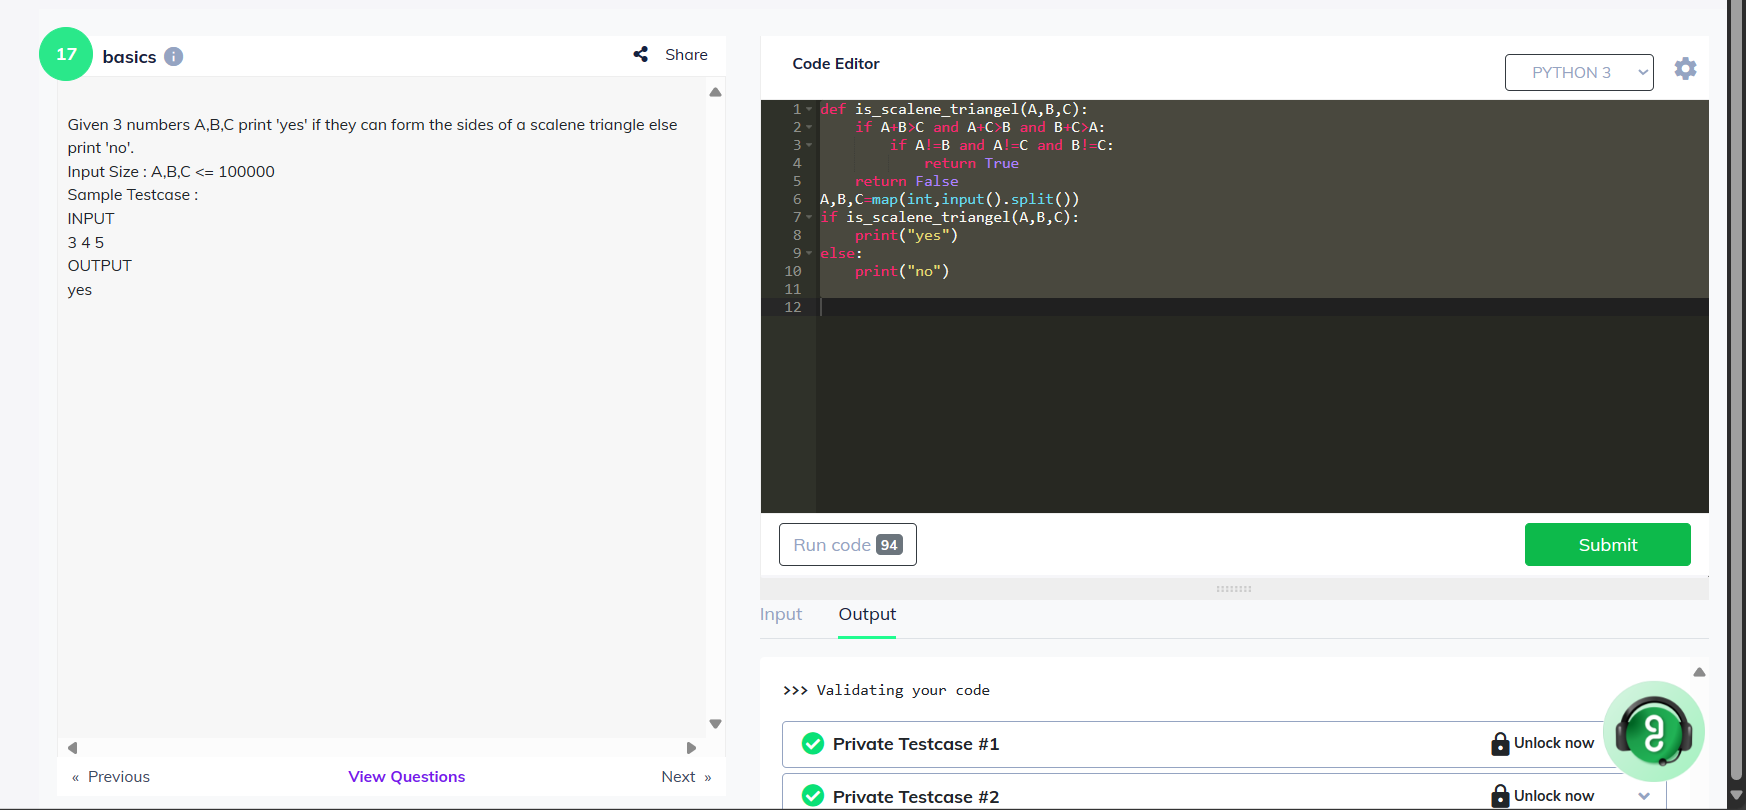 17
basics
Share
Given 3 numbers A,B,C print 'yes' if they can form the sides of a scalene triangle else
print 'no'.
Input Size : A,B,C <= 100000
Sample Testcase :
INPUT
3 4 5
OUTPUT
yes
« Previous
View Questions
Next »
Code Editor
PYTHON 3
1 def is_scalene_triangel(A,B,C):
2     if A+B>C and A+C>B and B+C>A:
3         if A!=B and A!=C and B!=C:
4             return True
5     return False
6 A,B,C=map(int,input().split())
7 if is_scalene_triangel(A,B,C):
8     print("yes")
9 else:
10     print("no")
11
12
Run code 94
Submit
Input Output
>>> Validating your code
Private Testcase #1 Unlock now
Private Testcase #2 Unlock now